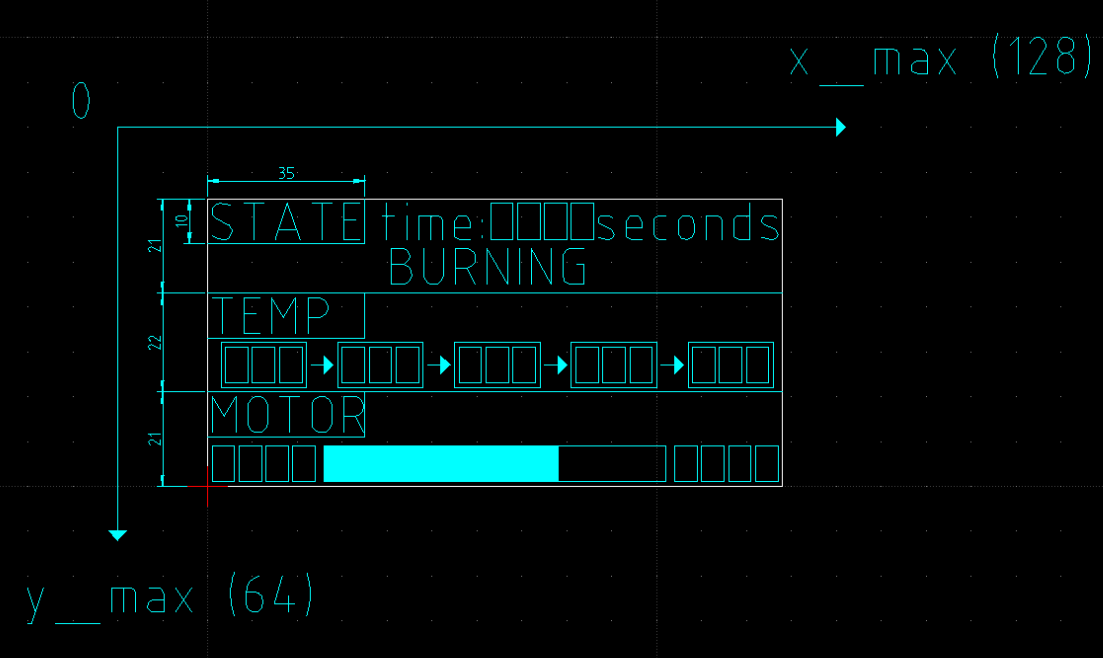 x__max (128)
0
35
10
STATE time:□□□□seconds
21
BURNING
TEMP
22
□□□→□□□→□□□→□□□→□□□
MOTOR
21
□□□□ □□□□
y__max (64)